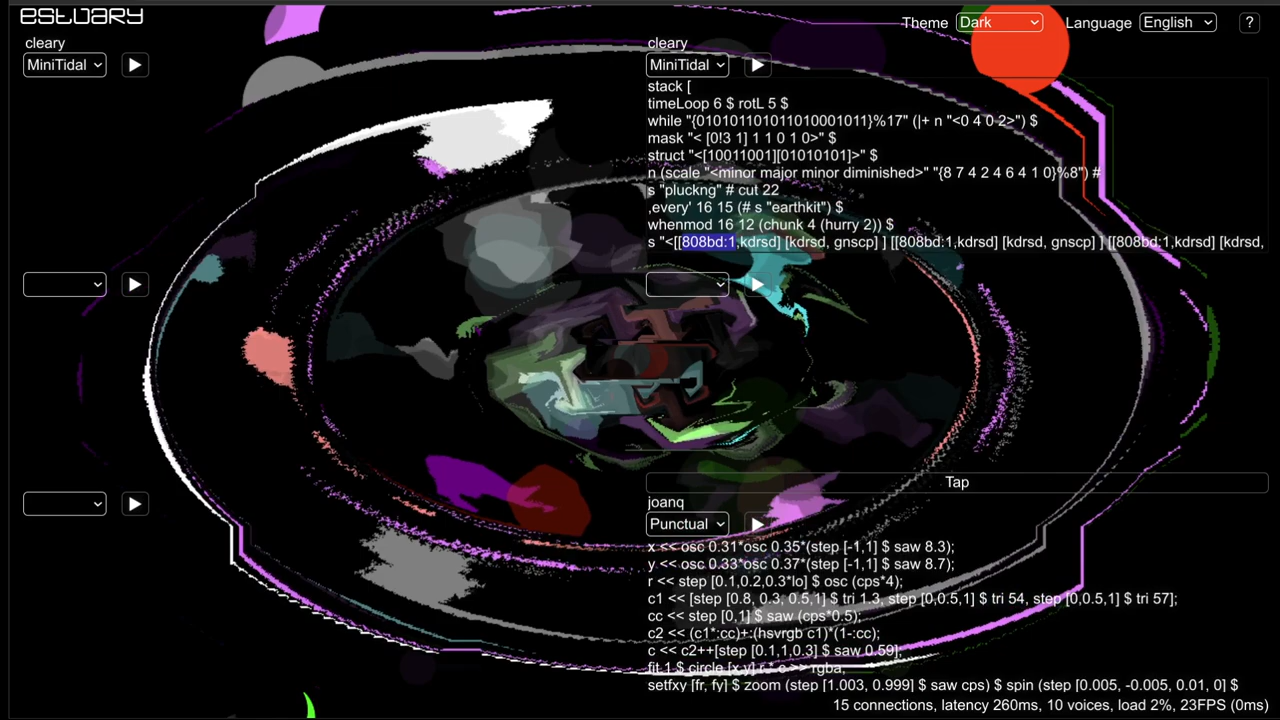 estuary
Theme Dark Language English ?
cleary
MiniTidal
cleary
MiniTidal
stack [
timeLoop 6 $ rotL 5 $
while "{010101101011010001011}%17" (|+ n "<0 4 0 2>") $
mask "< [0!3 1] 1 1 0 1 0>" $
struct "<[10011001][01010101]>" $
n (scale "<minor major minor diminished>" "{8 7 4 2 4 6 4 1 0}%8") #
s "pluckng" # cut 22
,every' 16 15 (# s "earthkit") $
whenmod 16 12 (chunk 4 (hurry 2)) $
s "<[[808bd:1,kdrsd] [kdrsd, gnscp] ] [[808bd:1,kdrsd] [kdrsd, gnscp] ] [[808bd:1,kdrsd] [kdrsd,
Tap
joanq
Punctual
x << osc 0.31*osc 0.35*(step [-1,1] $ saw 8.3);
y << osc 0.33*osc 0.37*(step [-1,1] $ saw 8.7);
r << step [0.1,0.2,0.3*lo] $ osc (cps*4);
c1 << [step [0.8, 0.3, 0.5,1] $ tri 1.3, step [0,0.5,1] $ tri 54, step [0,0.5,1] $ tri 57];
cc << step [0,1] $ saw (cps*0.5);
c2 << (c1*:cc)+:(hsvrgb c1)*(1-:cc);
c << c2++[step [0.1,1,0.3] $ saw 0.59];
fit 1 $ circle [x,y] r * c >> rgba;
setfxy [fr, fy] $ zoom (step [1.003, 0.999] $ saw cps) $ spin (step [0.005, -0.005, 0.01, 0] $
15 connections, latency 260ms, 10 voices, load 2%, 23FPS (0ms)